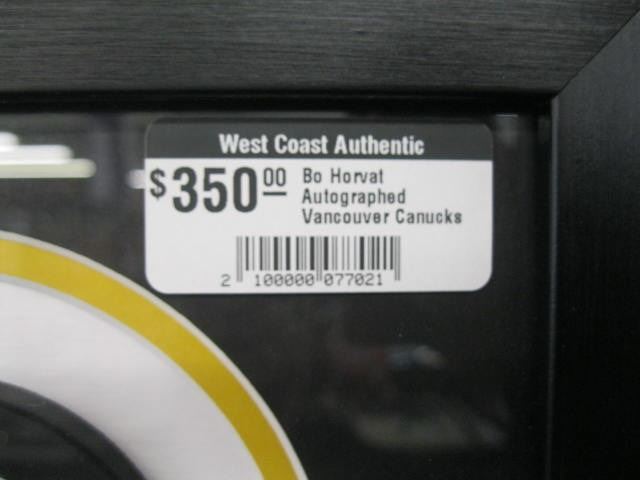 West Coast Authentic
$350 00
Bo Horvat
Autographed
Vancouver Canucks
2 100000 077021